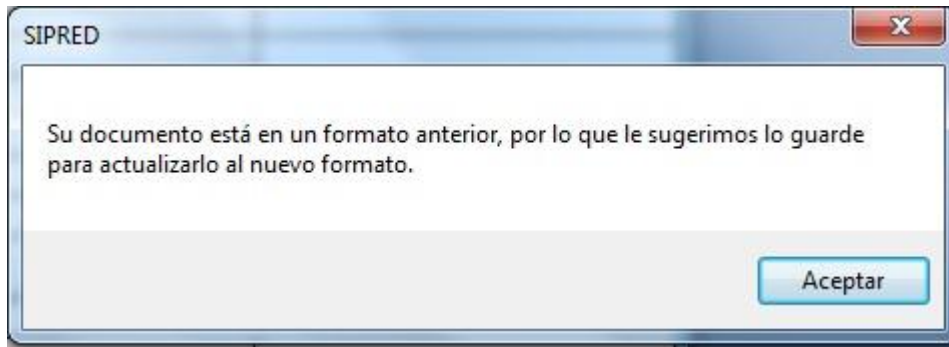 SIPRED
Su documento está en un formato anterior, por lo que le sugerimos lo guarde
para actualizarlo al nuevo formato.
Aceptar